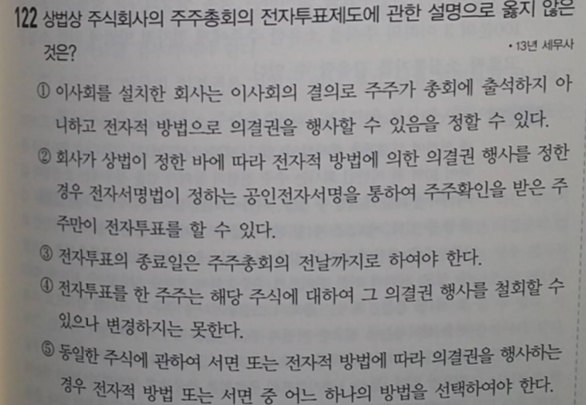 122 상법상 주식회사의 주주총회의 전자투표제도에 관한 설명으로 옳지 않은
것은?
• 13년 세무사
① 이사회를 설치한 회사는 이사회의 결의로 주주가 총회에 출석하지 아
니하고 전자적 방법으로 의결권을 행사할 수 있음을 정할 수 있다.
② 회사가 상법이 정한 바에 따라 전자적 방법에 의한 의결권 행사를 정한
경우 전자서명법이 정하는 공인전자서명을 통하여 주주확인을 받은 주
주만이 전자투표를 할 수 있다.
③ 전자투표의 종료일은 주주총회의 전날까지로 하여야 한다.
④ 전자투표를 한 주주는 해당 주식에 대하여 그 의결권 행사를 철회할 수
있으나 변경하지는 못한다.
⑤ 동일한 주식에 관하여 서면 또는 전자적 방법에 따라 의결권을 행사하는
경우 전자적 방법 또는 서면 중 어느 하나의 방법을 선택하여야 한다.